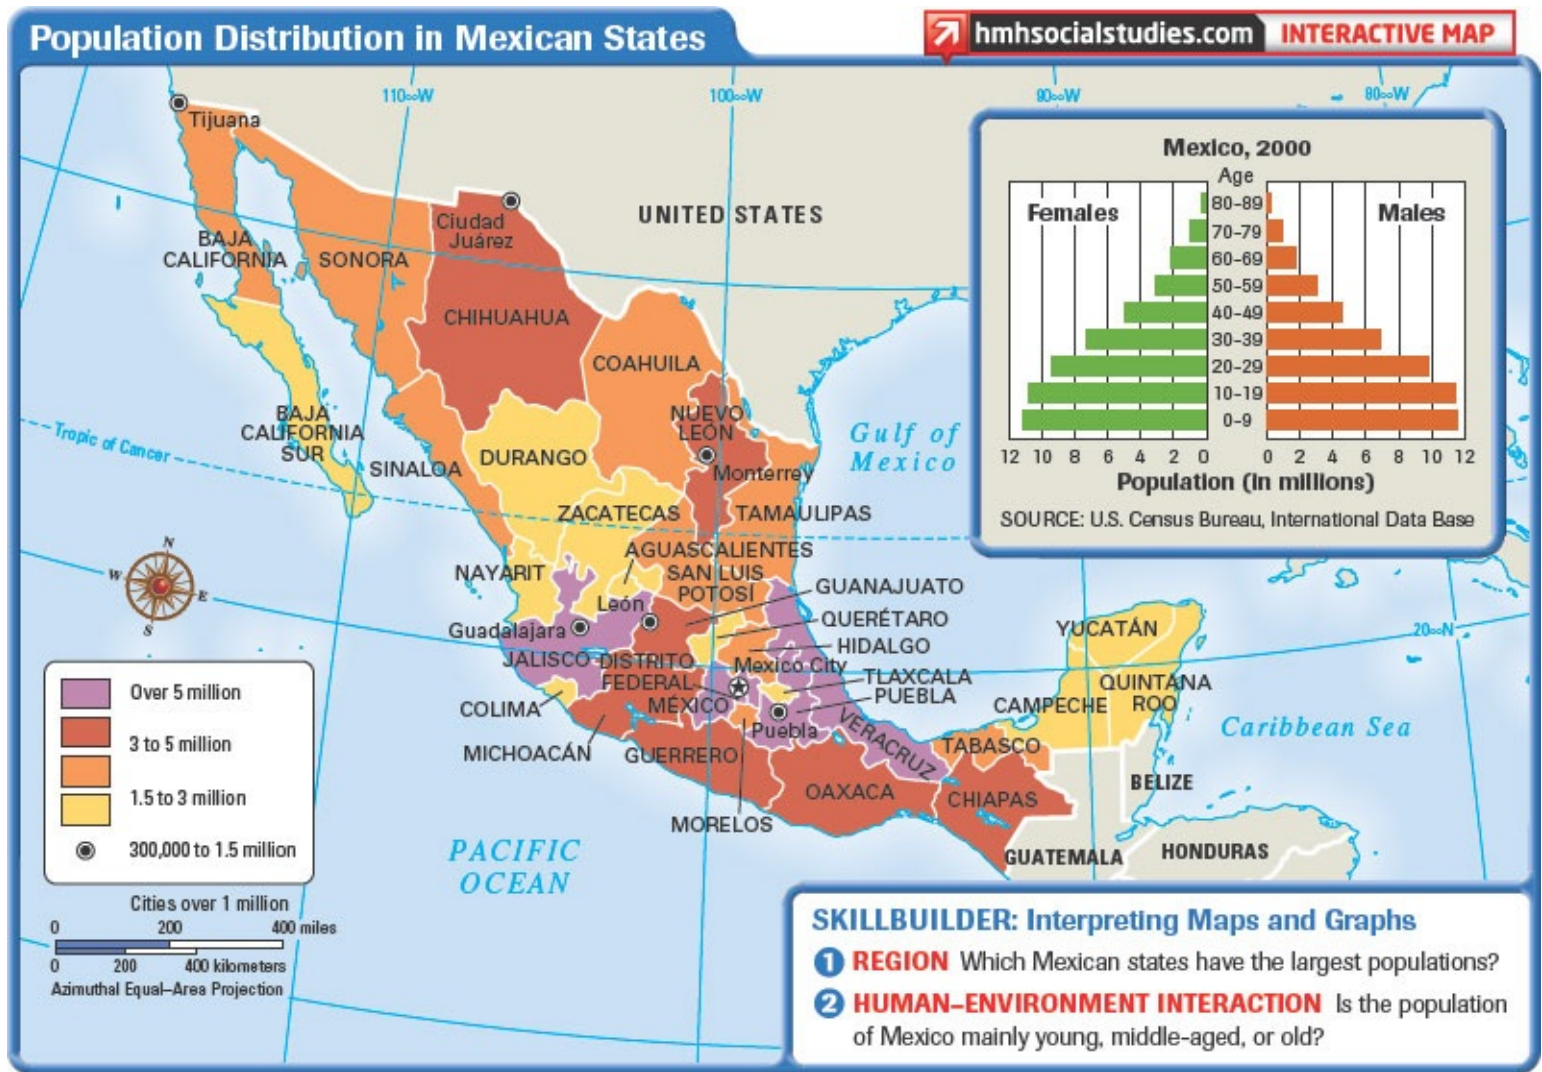 Population Distribution in Mexican States
hmhsocialstudies.com INTERACTIVE MAP
110∞W
100∞W
90∞W
80∞W
Tijuana
Ciudad
Juárez
UNITED STATES
BAJA
CALIFORNIA
SONORA
CHIHUAHUA
COAHUILA
NUEVO
LEÓN
Monterrey
BAJA
CALIFORNIA
SUR
Tropic of Cancer
SINALOA
DURANGO
Gulf of
Mexico
ZACATECAS
TAMAULIPAS
AGUASCALIENTES
NAYARIT
SAN LUIS
POTOSÍ
GUANAJUATO
León
QUERÉTARO
Guadalajara
HIDALGO
JALISCO
DISTRITO
FEDERAL
Mexico City
TLAXCALA
MÉXICO
PUEBLA
COLIMA
Puebla
VERACRUZ
MICHOACÁN
GUERRERO
TABASCO
OAXACA
CHIAPAS
MORELOS
YUCATÁN
20∞N
QUINTANA
ROO
CAMPECHE
Caribbean Sea
BELIZE
GUATEMALA
HONDURAS
PACIFIC
OCEAN
N
W
E
S
Mexico, 2000
Age
Females
Males
80–89
70–79
60–69
50–59
40–49
30–39
20–29
10–19
0–9
12 10 8 6 4 2 0 0 2 4 6 8 10 12
Population (in millions)
SOURCE: U.S. Census Bureau, International Data Base
Over 5 million
3 to 5 million
1.5 to 3 million
300,000 to 1.5 million
Cities over 1 million
0 200 400 miles
0 200 400 kilometers
Azimuthal Equal–Area Projection
SKILLBUILDER: Interpreting Maps and Graphs
1 REGION Which Mexican states have the largest populations?
2 HUMAN–ENVIRONMENT INTERACTION Is the population
of Mexico mainly young, middle-aged, or old?